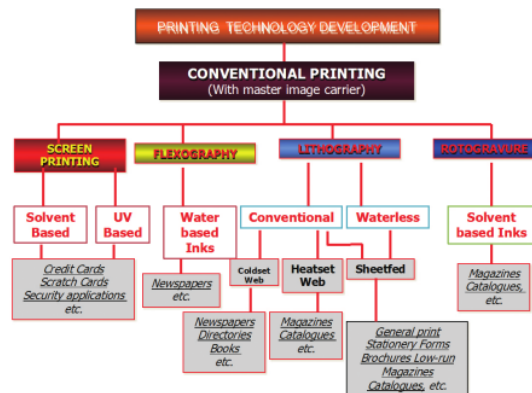 PRINTING TECHNOLOGY DEVELOPMENT
CONVENTIONAL PRINTING
(With master image carrier)
SCREEN
PRINTING
FLEXOGRAPHY
LITHOGRAPHY
ROTOGRAVURE
Solvent
Based
UV
Based
Water
based Inks
Conventional
Waterless
Solvent
based Inks
Credit Cards
Scratch Cards
Security applications
etc.
Newspapers
etc.
Coldset
Web
Heatset
Web
Sheetfed
Magazines
Catalogues,
etc.
Newspapers
Directories
Books
etc.
Magazines
Catalogues
etc.
General print
Stationery Forms
Brochures Low-run
Magazines
Catalogues, etc.